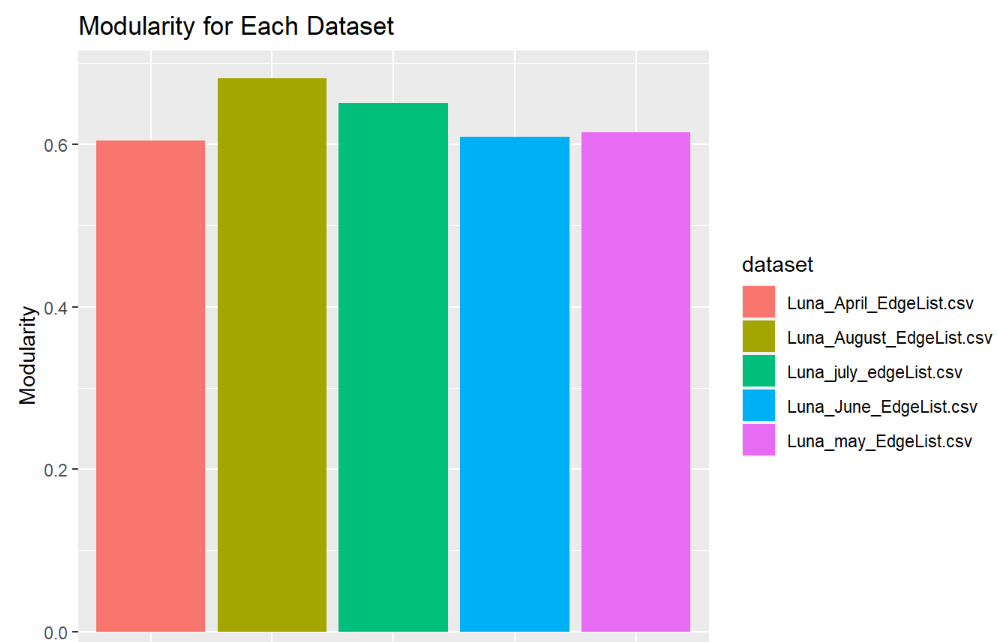 Modularity for Each Dataset
0.6
0.4
0.2
0.0
Modularity
dataset
Luna_April_EdgeList.csv
Luna_August_EdgeList.csv
Luna_july_edgeList.csv
Luna_June_EdgeList.csv
Luna_may_EdgeList.csv